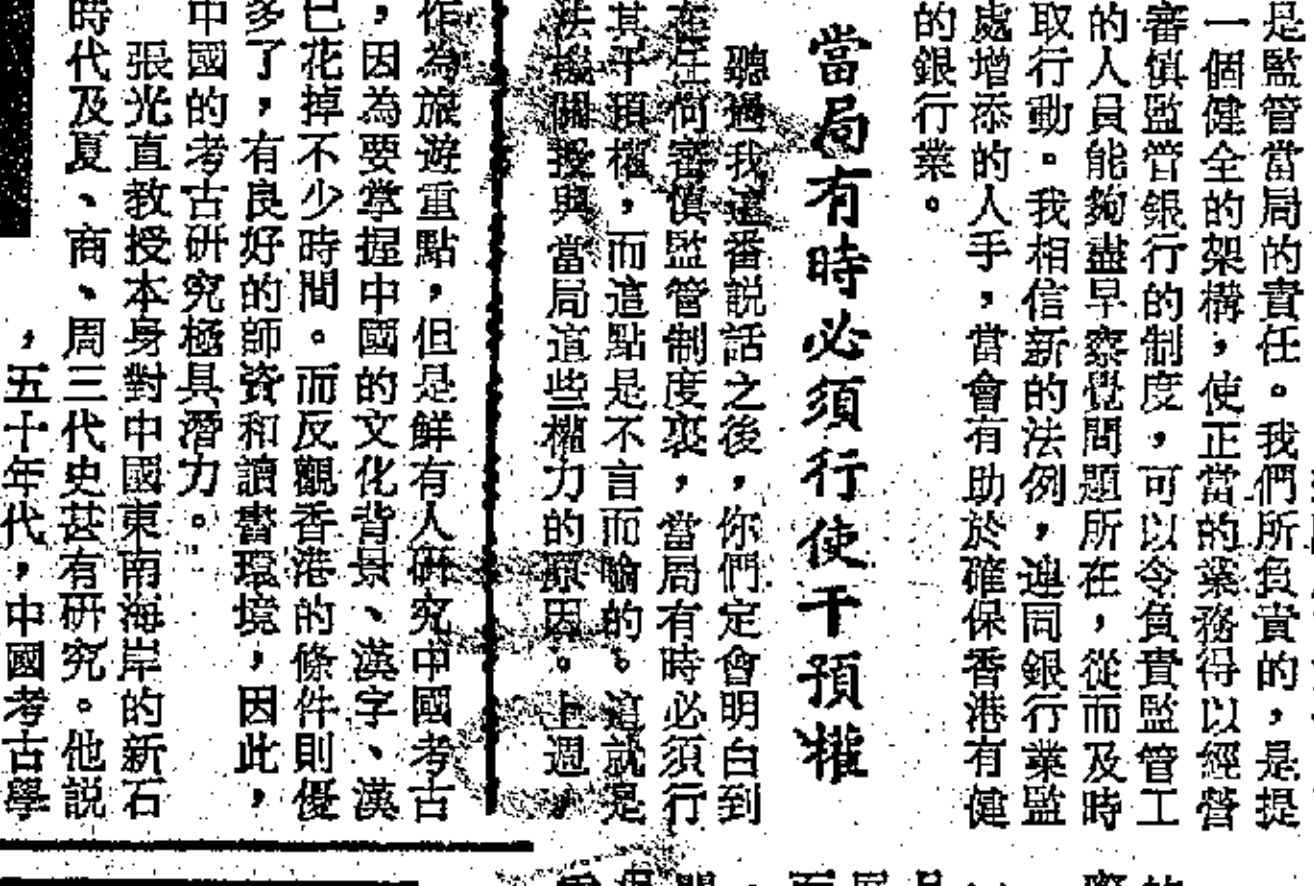 是監管當局的責任。我們所負責的，是提
一個健全的架構，使正當的業務得以經營
審慎監管銀行的制度，可以令負責監管工
的人員能夠盡早察覺問題所在，從而及時
取行動。我相信新的法例，連同銀行業監
處增添的人手，當會有助於確保香港有健
的銀行業。
當局有時必須行使干預權
聽過我這番説話之後，你們定會明白到
在任何審慎監管制度裏，當局有時必須行
其干預權，而這點是不言而喻的。這就是
法機關授與當局這些權力的原因。上週，
作為旅遊重點，但是鮮有人研究中國考古
，因為要掌握中國的文化背景、漢字、漢
已花掉不少時間。而反觀香港的條件則優
多了，有良好的師資和讀書環境，因此，
中國的考古研究極具潛力。
張光直教授本身對中國東南海岸的新石
時代及夏、商、周三代史甚有研究。他説
，五十年代，中國考古學